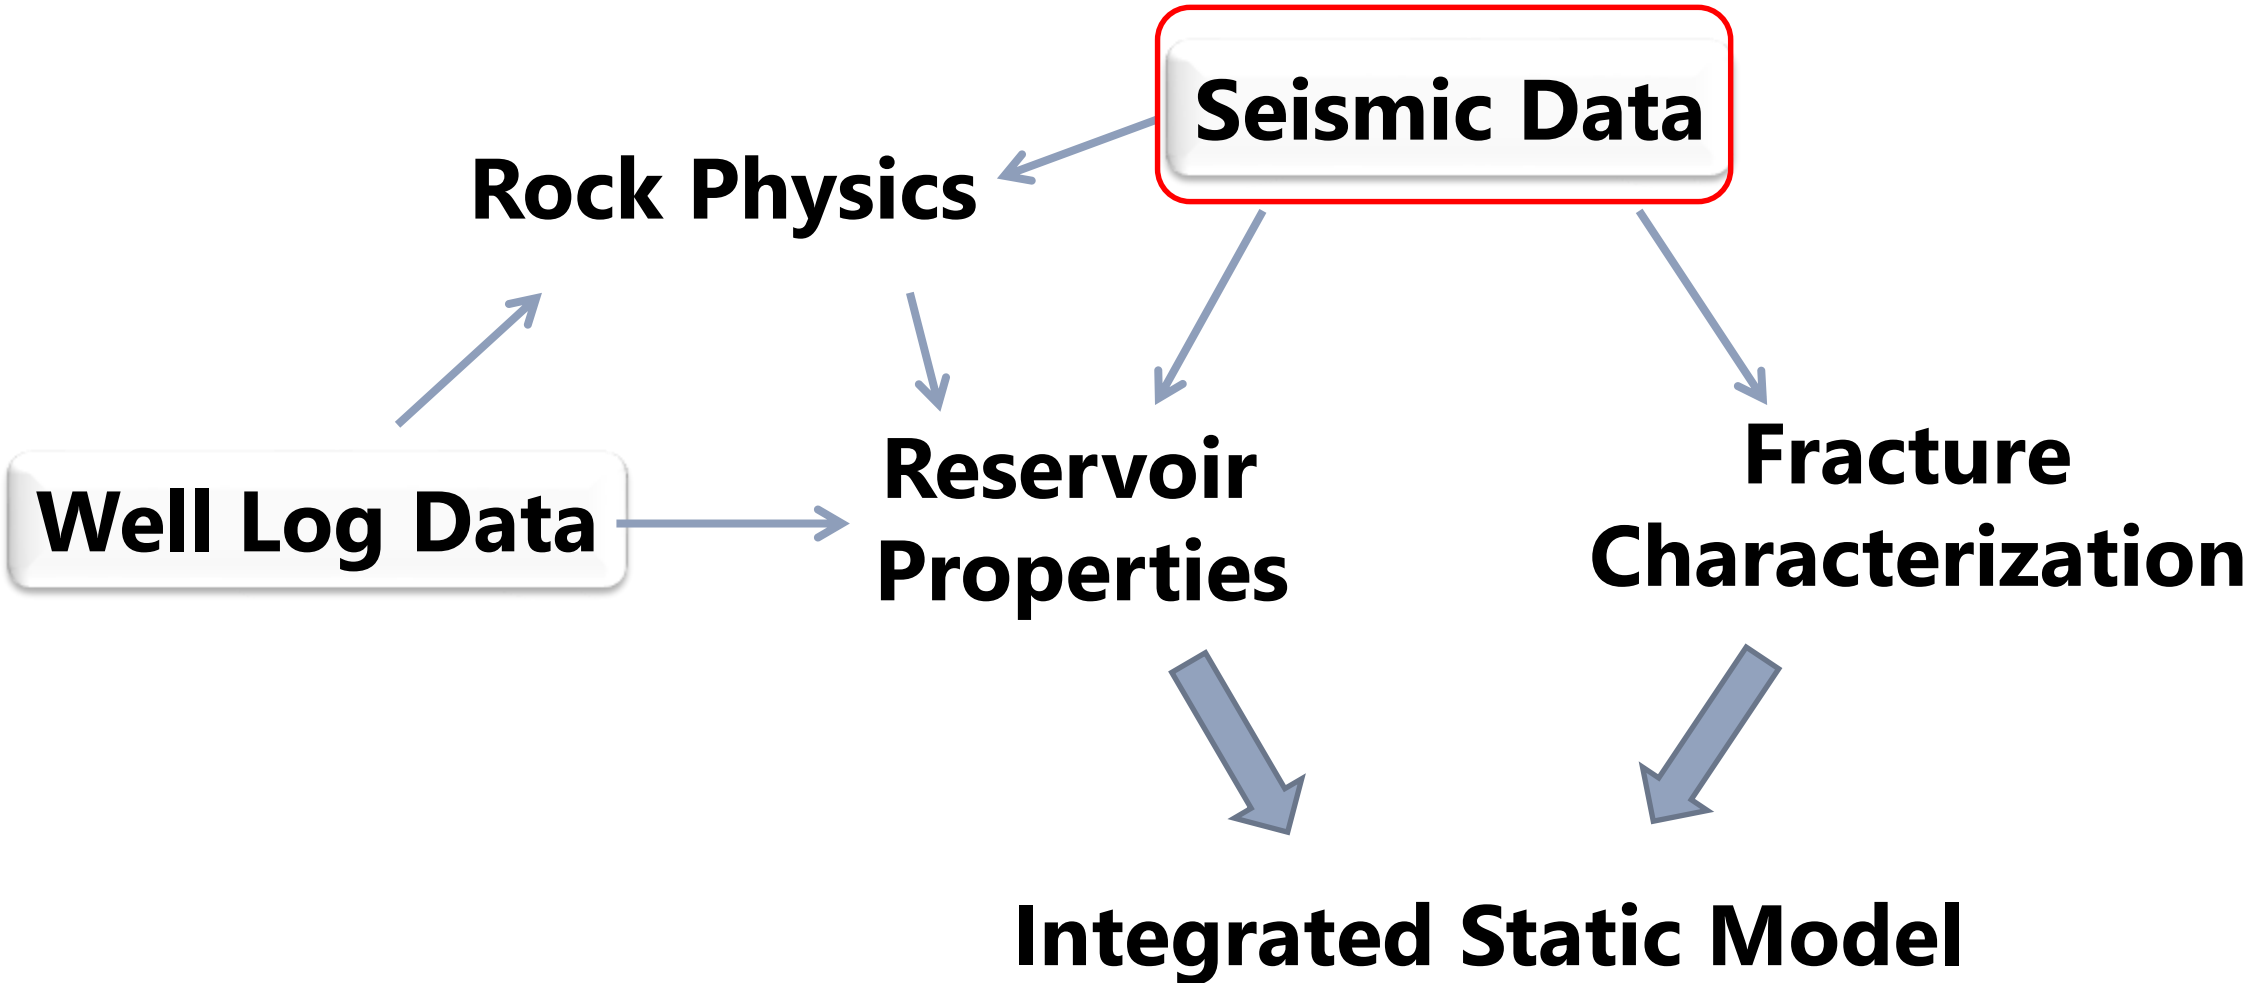 Seismic Data
Rock Physics
Well Log Data
Reservoir
Properties
Fracture
Characterization
Integrated Static Model